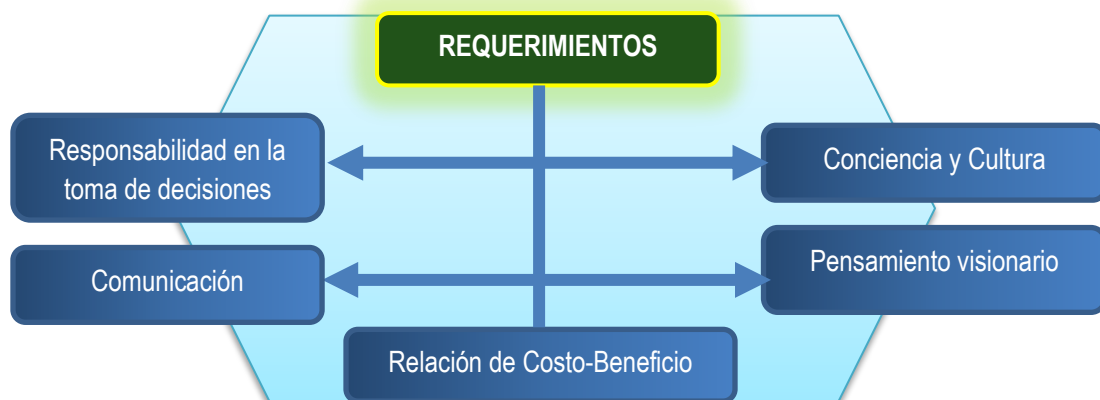 REQUERIMIENTOS
Responsabilidad en la
toma de decisiones
Conciencia y Cultura
Comunicación
Pensamiento visionario
Relación de Costo-Beneficio